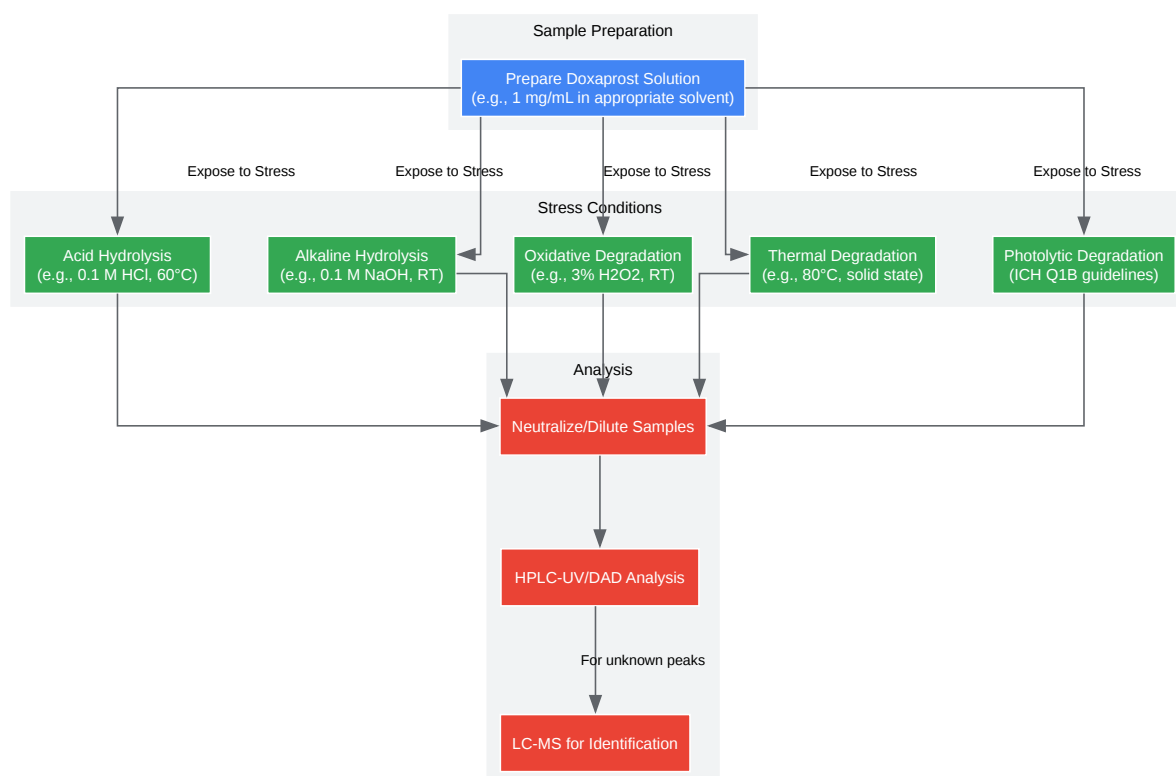 Sample Preparation
Prepare Doxaprost Solution
(e.g., 1 mg/mL in appropriate solvent)
Expose to Stress
Expose to Stress
Expose to Stress
Expose to Stress
Expose to Stress
Stress Conditions
Acid Hydrolysis
(e.g., 0.1 M HCl, 60°C)
Alkaline Hydrolysis
(e.g., 0.1 M NaOH, RT)
Oxidative Degradation
(e.g., 3% H2O2, RT)
Thermal Degradation
(e.g., 80°C, solid state)
Photolytic Degradation
(ICH Q1B guidelines)
Analysis
Neutralize/Dilute Samples
HPLC-UV/DAD Analysis
For unknown peaks
LC-MS for Identification